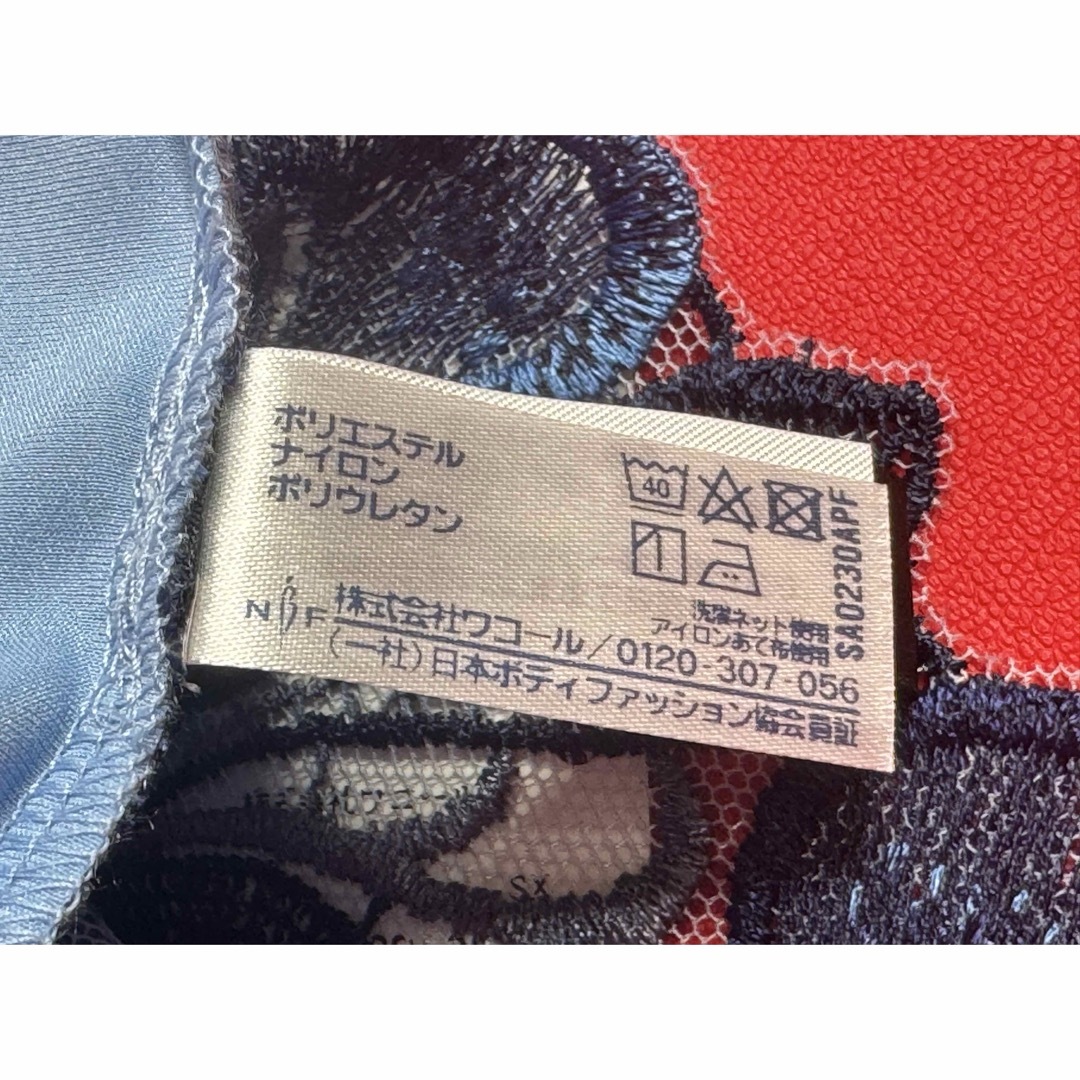 ポリエステル
ナイロン
ポリウレタン
40
洗濯ネット使用
アイロンあて布使用
SA0230APF
N β T
株式会社ワコール/0120-307-056
(一社)日本ボディファッション協会認証